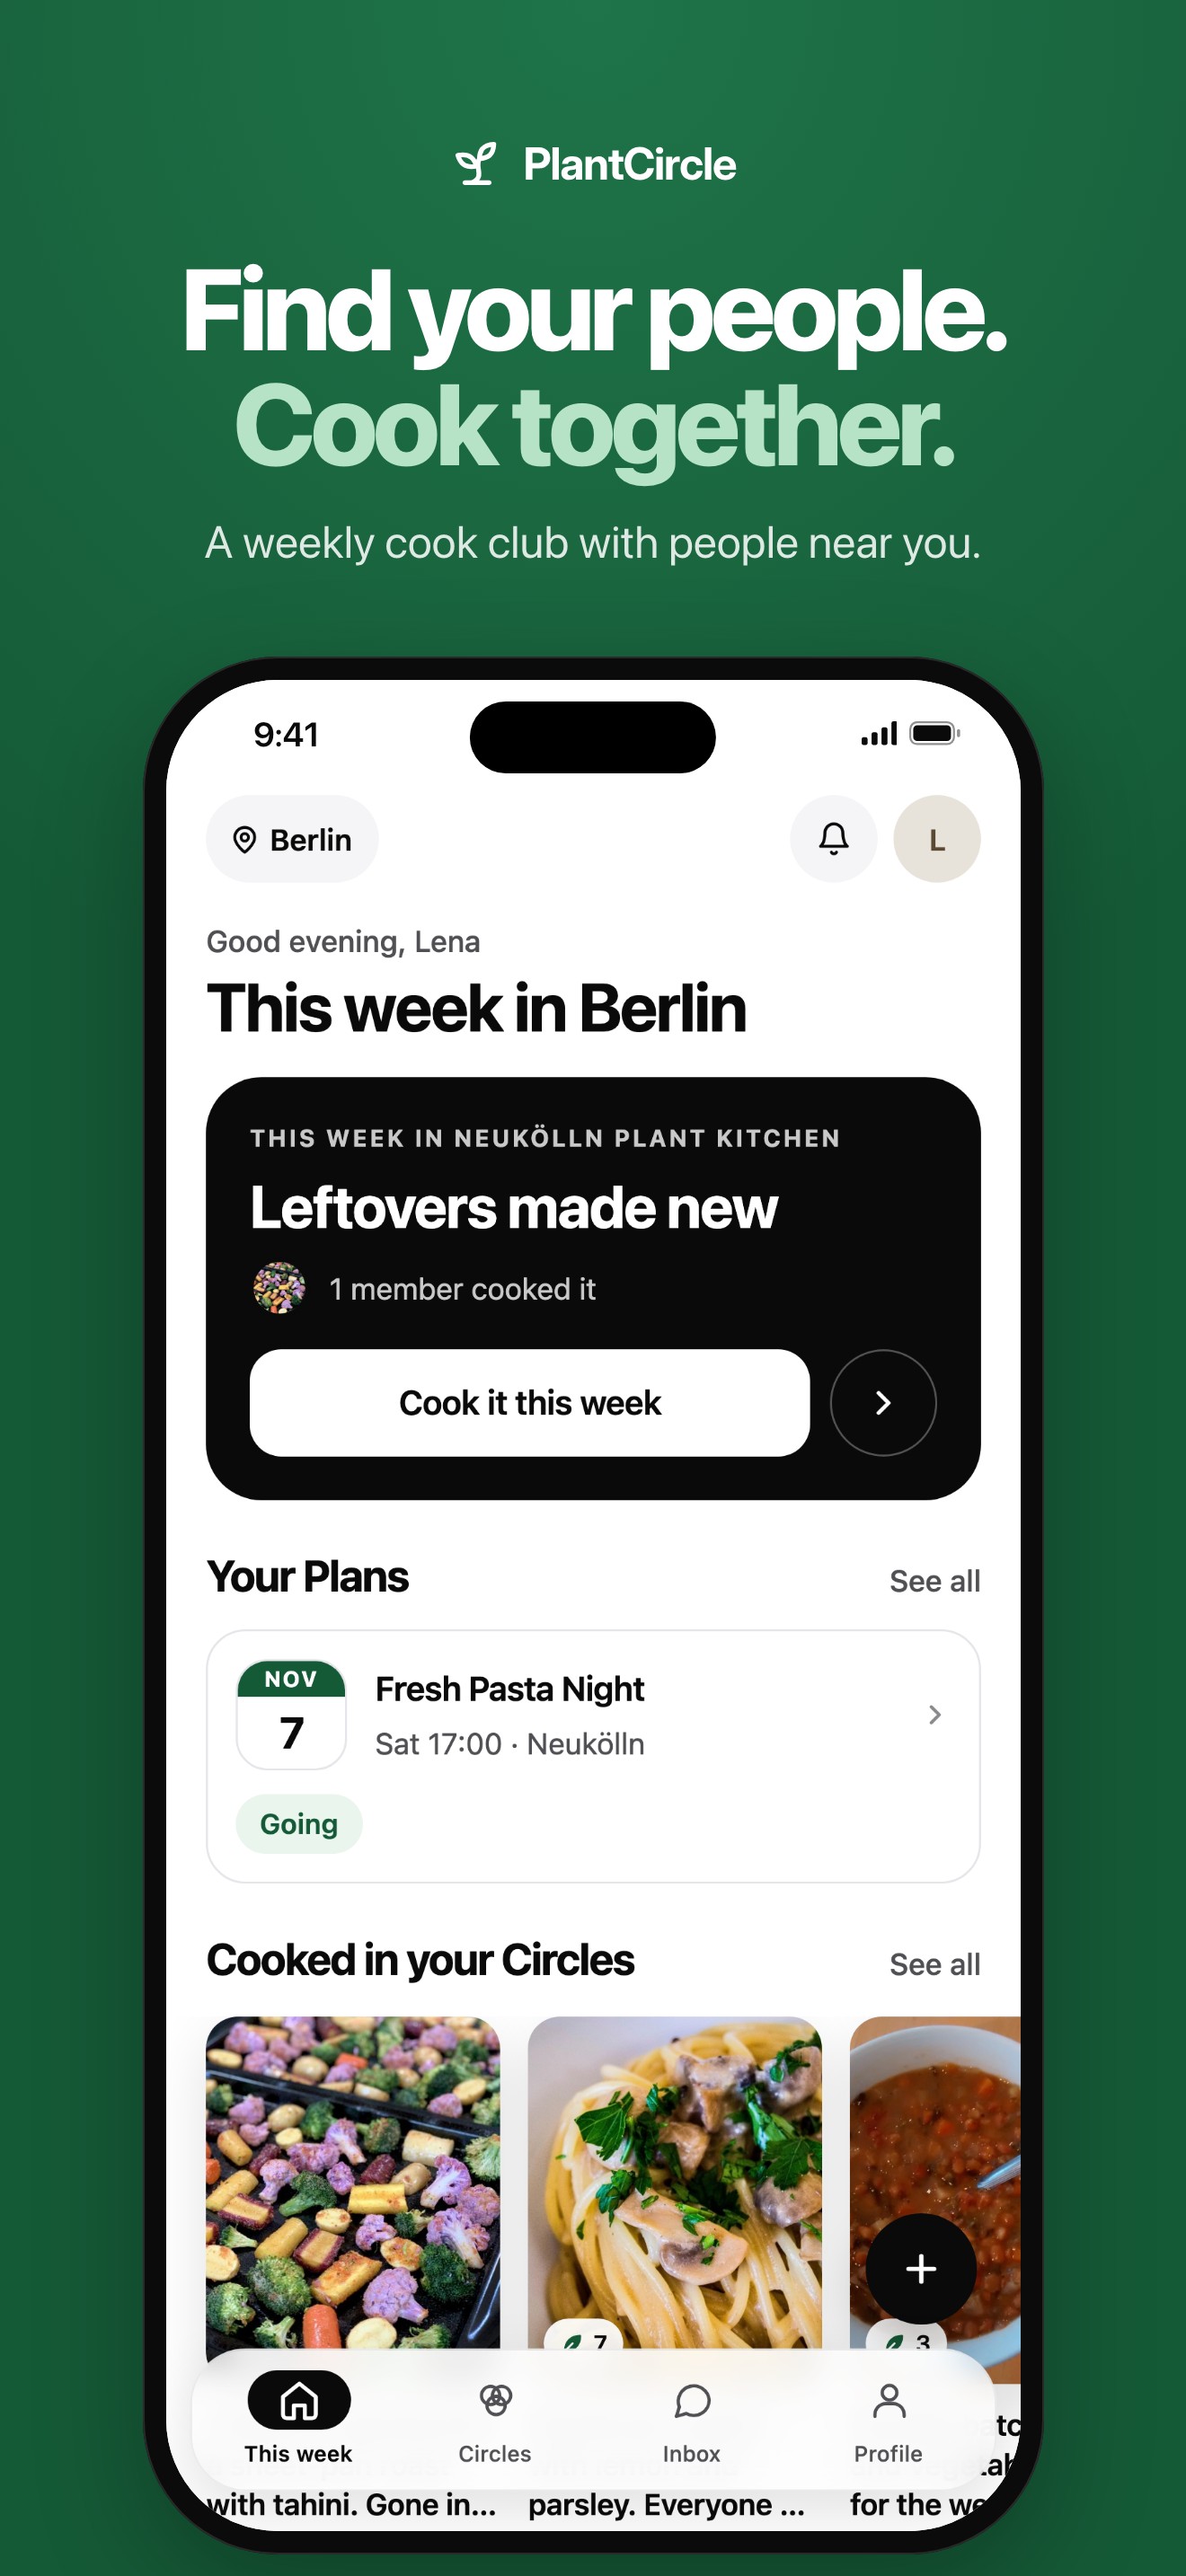 PlantCircle
Find your people.
Cook together.
A weekly cook club with people near you.
9:41
Berlin
L
Good evening, Lena
This week in Berlin
THIS WEEK IN NEUKÖLLN PLANT KITCHEN
Leftovers made new
1 member cooked it
Cook it this week
Your Plans
See all
NOV
7
Fresh Pasta Night
Sat 17:00 · Neukölln
Going
Cooked in your Circles
See all
7
3
This week
Circles
Inbox
Profile
with tahini. Gone in...
parsley. Everyone ...
for the we